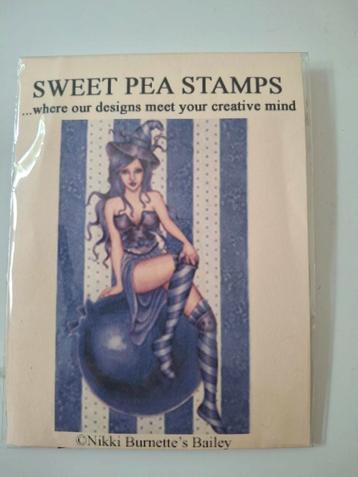 SWEET PEA STAMPS
...where our designs meet your creative mind
©Nikki Burnette's Bailey